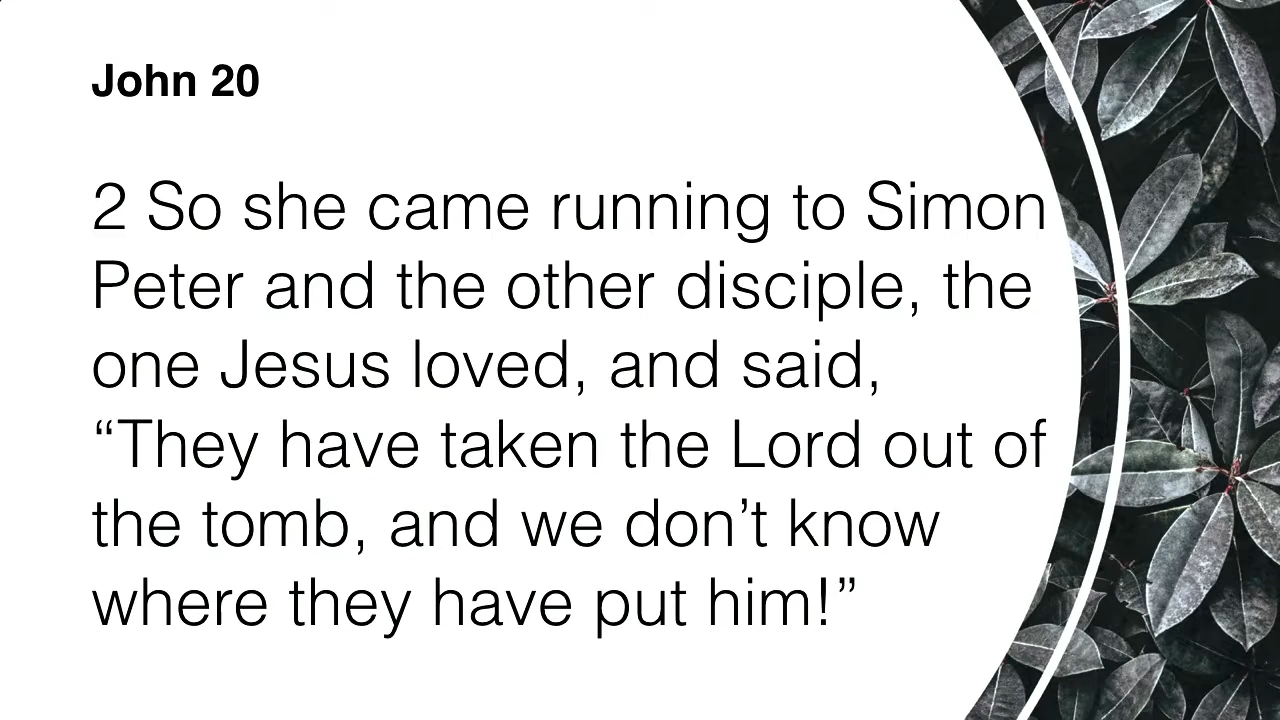 John 20
2 So she came running to Simon
Peter and the other disciple, the
one Jesus loved, and said,
“They have taken the Lord out of
the tomb, and we don’t know
where they have put him!”